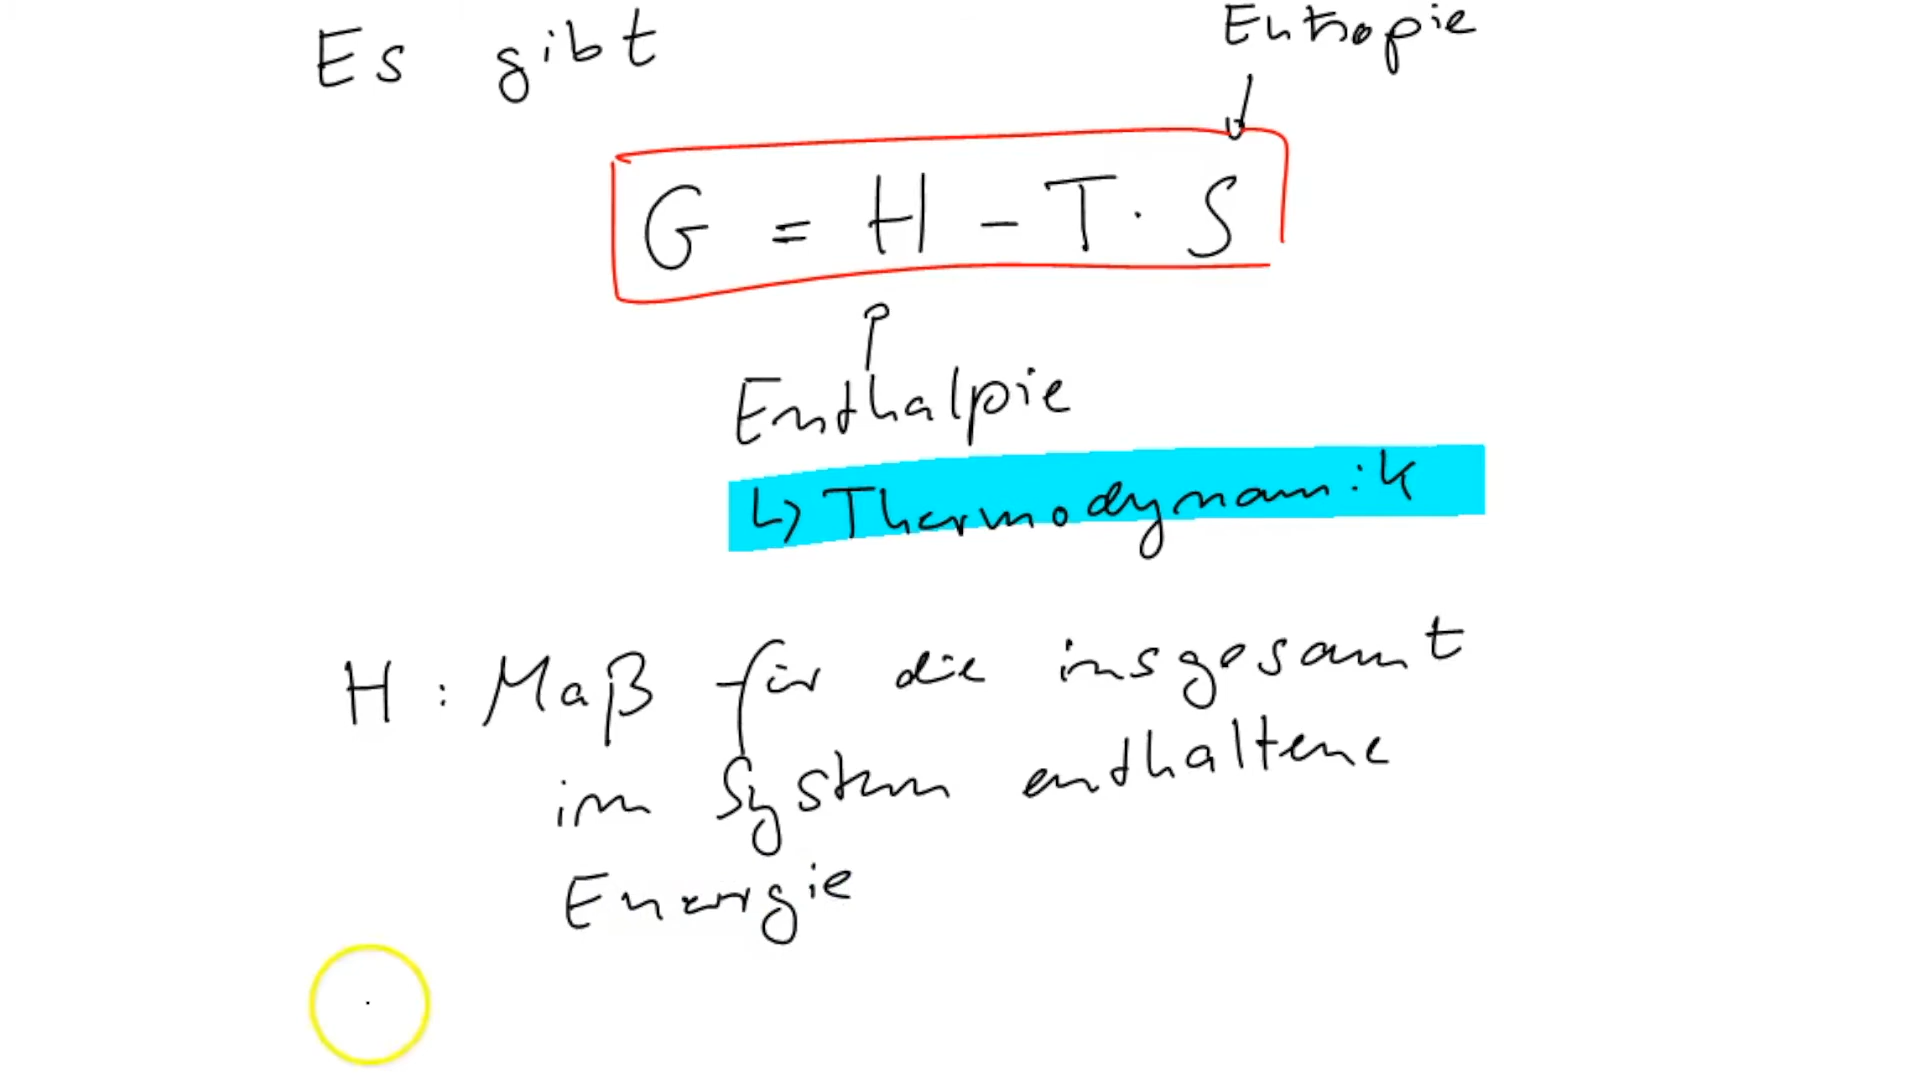 Es gibt
Entropie
G = H - T · S
Enthalpie
↳ Thermodynamik
H : Maß für die insgesamt
im System enthaltene
Energie